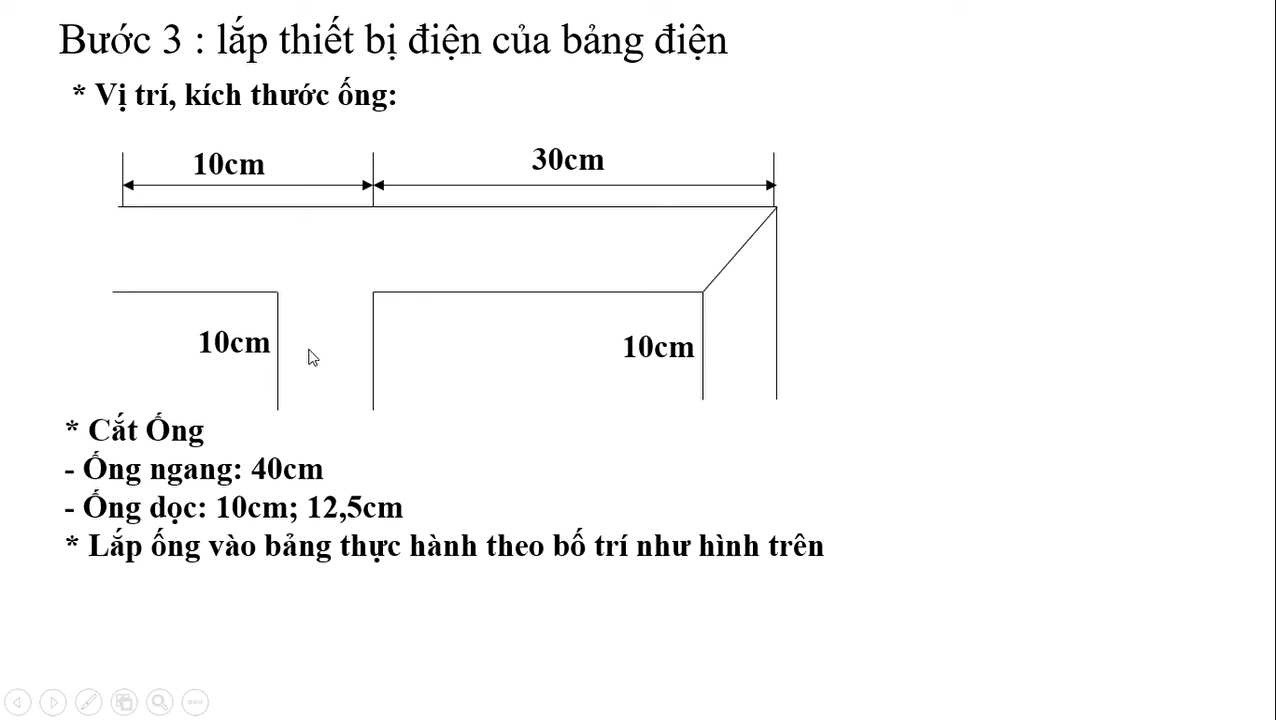 Bước 3 : lắp thiết bị điện của bảng điện
* Vị trí, kích thước ống:
10cm
30cm
10cm
10cm
* Cắt Ống
- Ống ngang: 40cm
- Ống dọc: 10cm; 12,5cm
* Lắp ống vào bảng thực hành theo bố trí như hình trên